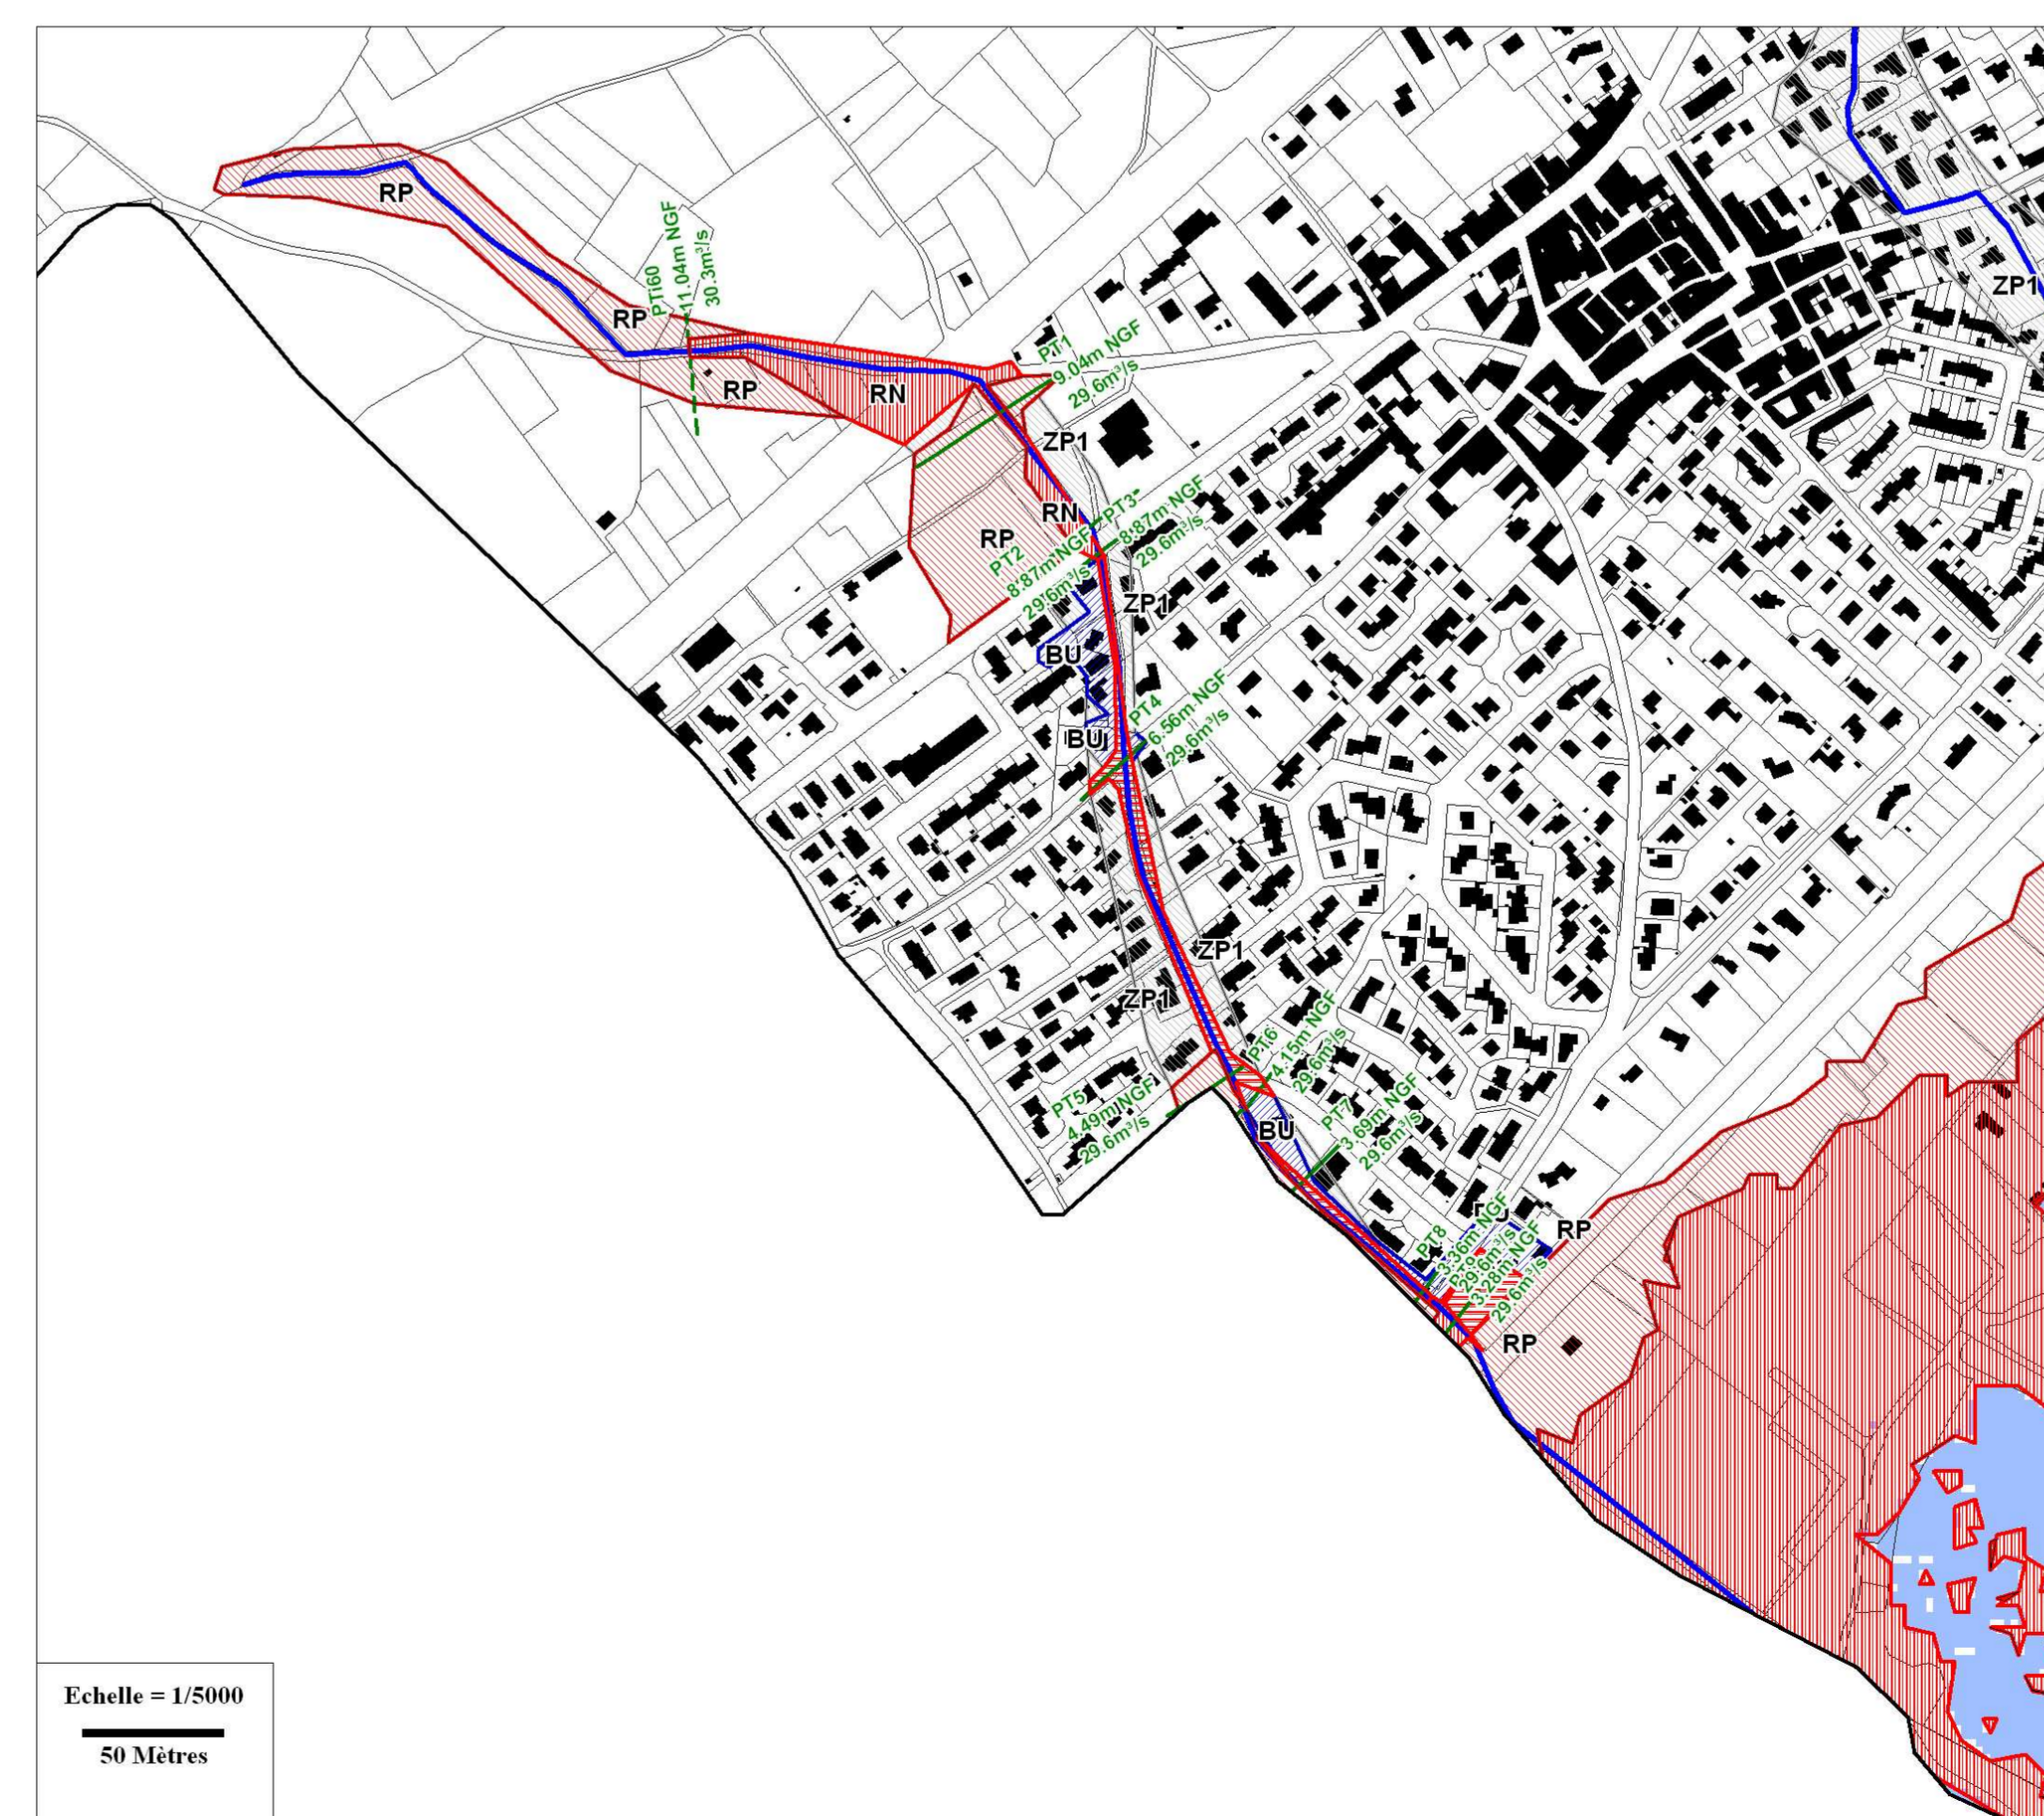 ZP1
RP
PTi60
11.04m NGF
30.3m³/s
RP
RP
RN
PT1
9.04m NGF
29.6m³/s
ZP1
RN
PT3
8.87m NGF
29.6m³/s
RP
PT2
8.87m NGF
29.6m³/s
ZP1
BU
PT4
6.56m NGF
29.6m³/s
BU
ZP1
ZP1
PT6
4.15m NGF
29.6m³/s
PT5
4.49m NGF
29.6m³/s
BU
PT7
3.69m NGF
29.6m³/s
RP
PT8
3.36m NGF
29.6m³/s
PT9
3.28m NGF
29.6m³/s
RP
Echelle = 1/5000
50 Mètres